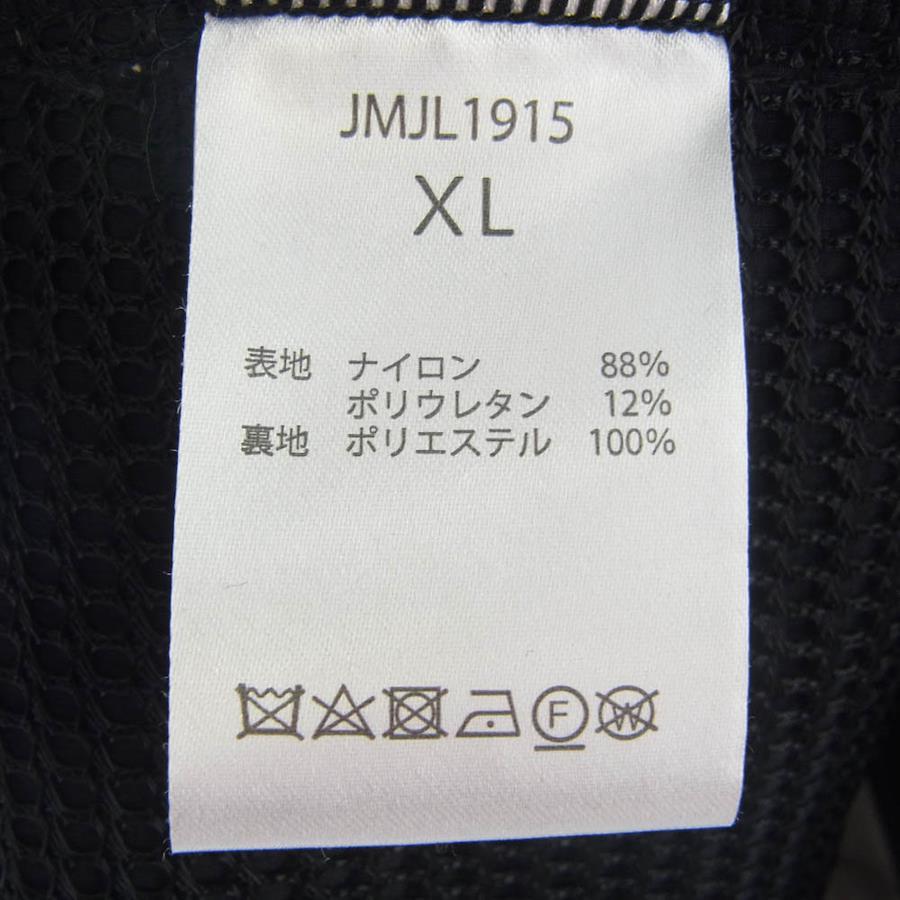 JMJL1915
XL
表地 ナイロン 88%
ポリウレタン 12%
裏地 ポリエステル 100%
F W